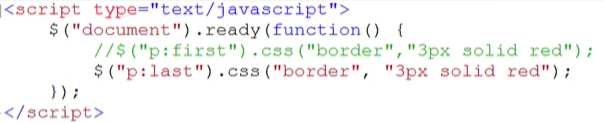 <script type="text/javascript">
$("document").ready(function() {
//$("p:first").css("border","3px solid red");
$("p:last").css("border", "3px solid red");
});
</script>